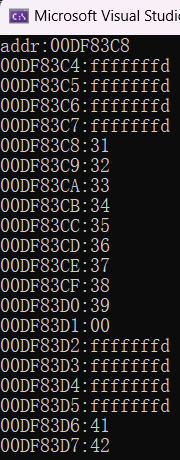 Microsoft Visual Studi
addr:00DF83C8
00DF83C4:fffffffd
00DF83C5:fffffffd
00DF83C6:fffffffd
00DF83C7:fffffffd
00DF83C8:31
00DF83C9:32
00DF83CA:33
00DF83CB:34
00DF83CC:35
00DF83CD:36
00DF83CE:37
00DF83CF:38
00DF83D0:39
00DF83D1:00
00DF83D2:fffffffd
00DF83D3:fffffffd
00DF83D4:fffffffd
00DF83D5:fffffffd
00DF83D6:41
00DF83D7:42